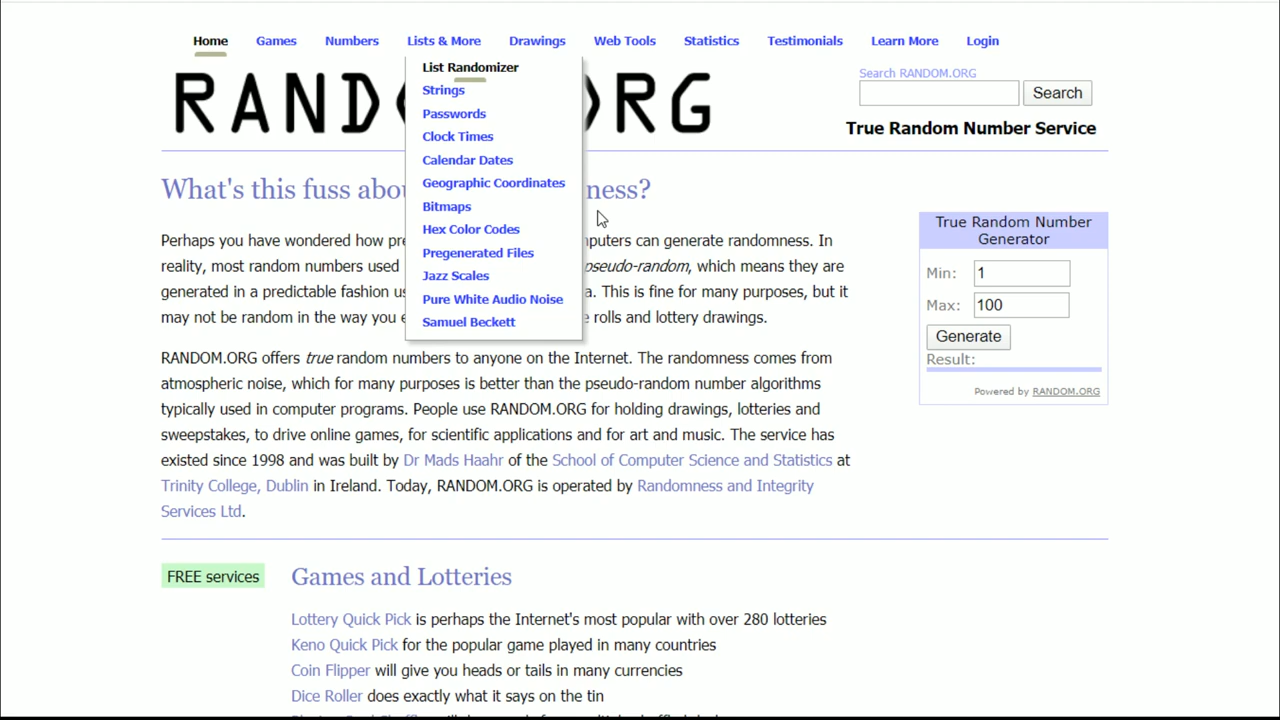 Home Games Numbers Lists & More Drawings Web Tools Statistics Testimonials Learn More Login
List Randomizer
Strings
Passwords
Clock Times
Calendar Dates
Geographic Coordinates
Bitmaps
Hex Color Codes
Pregenerated Files
Jazz Scales
Pure White Audio Noise
Samuel Beckett
RAND RG
Search RANDOM.ORG
Search
True Random Number Service
What's this fuss abou ness?
Perhaps you have wondered how pre puters can generate randomness. In
reality, most random numbers used pseudo-random, which means they are
generated in a predictable fashion us a. This is fine for many purposes, but it
may not be random in the way you e e rolls and lottery drawings.
RANDOM.ORG offers true random numbers to anyone on the Internet. The randomness comes from
atmospheric noise, which for many purposes is better than the pseudo-random number algorithms
typically used in computer programs. People use RANDOM.ORG for holding drawings, lotteries and
sweepstakes, to drive online games, for scientific applications and for art and music. The service has
existed since 1998 and was built by Dr Mads Haahr of the School of Computer Science and Statistics at
Trinity College, Dublin in Ireland. Today, RANDOM.ORG is operated by Randomness and Integrity
Services Ltd.
True Random Number
Generator
Min: 1
Max: 100
Generate
Result:
Powered by RANDOM.ORG
FREE services
Games and Lotteries
Lottery Quick Pick is perhaps the Internet's most popular with over 280 lotteries
Keno Quick Pick for the popular game played in many countries
Coin Flipper will give you heads or tails in many currencies
Dice Roller does exactly what it says on the tin